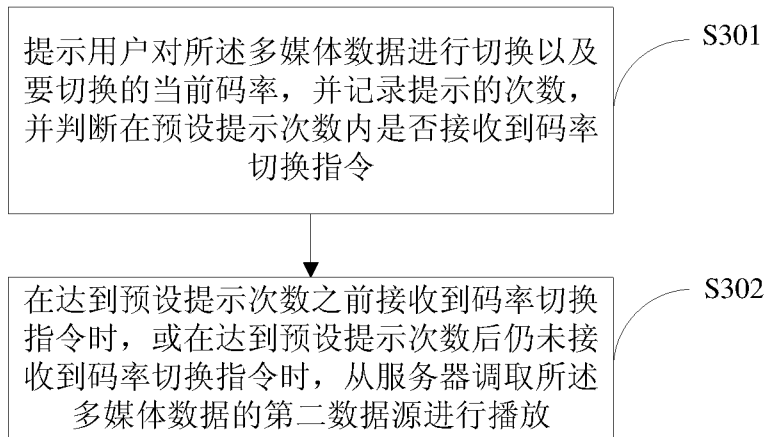 提示用户对所述多媒体数据进行切换以及
要切换的当前码率，并记录提示的次数，
并判断在预设提示次数内是否接收到码率
切换指令
S301
在达到预设提示次数之前接收到码率切换
指令时，或在达到预设提示次数后仍未接
收到码率切换指令时，从服务器调取所述
多媒体数据的第二数据源进行播放
S302